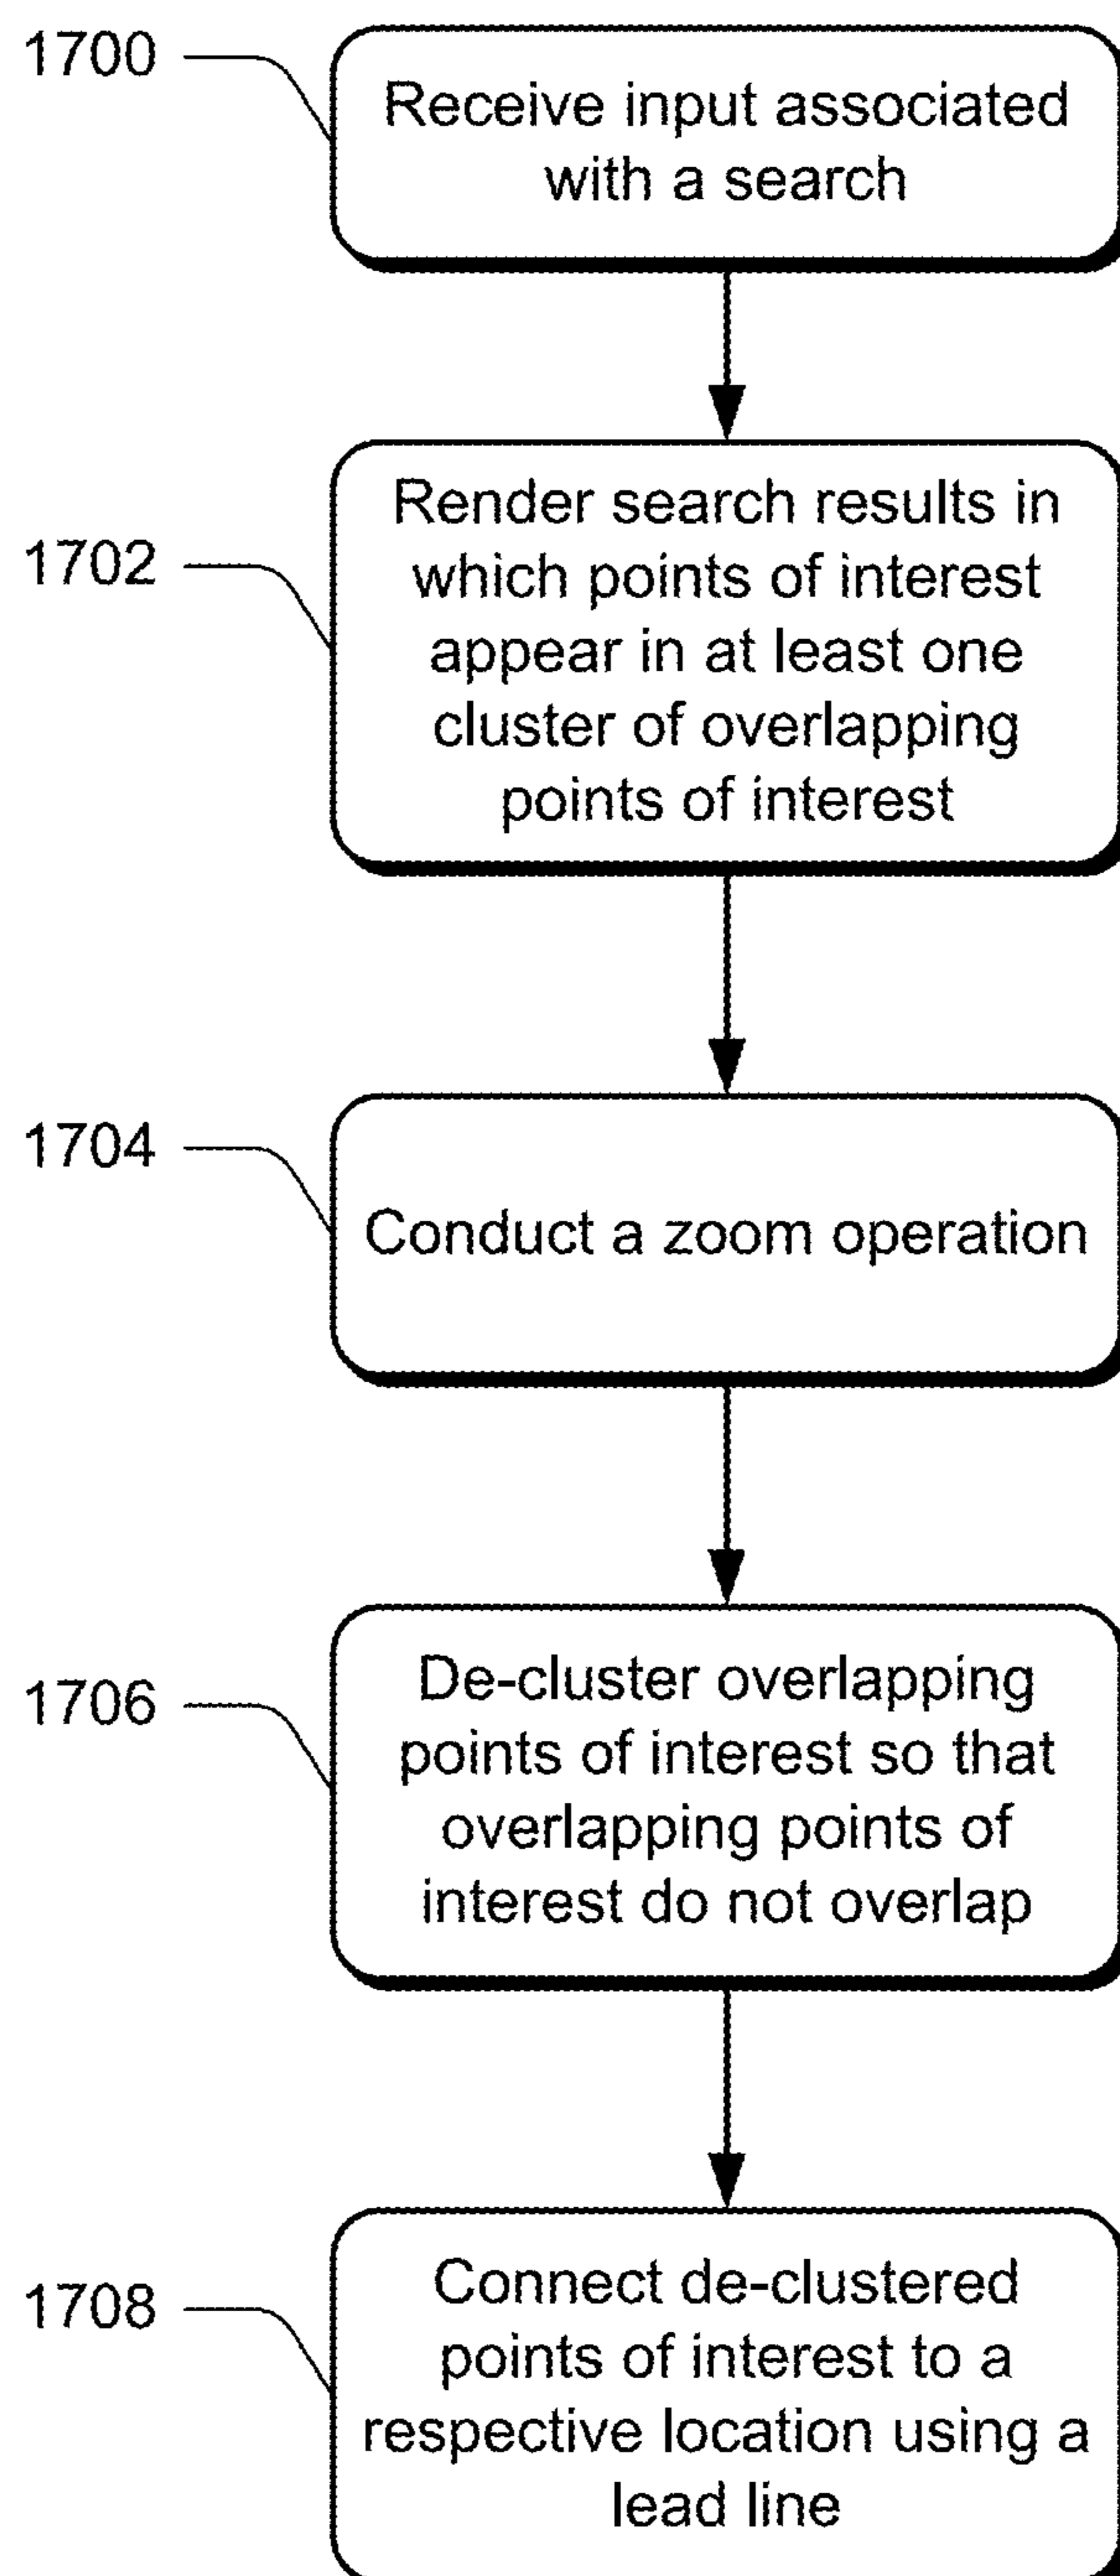 1700
Receive input associated
with a search
1702
Render search results in
which points of interest
appear in at least one
cluster of overlapping
points of interest
1704
Conduct a zoom operation
1706
De-cluster overlapping
points of interest so that
overlapping points of
interest do not overlap
1708
Connect de-clustered
points of interest to a
respective location using a
lead line